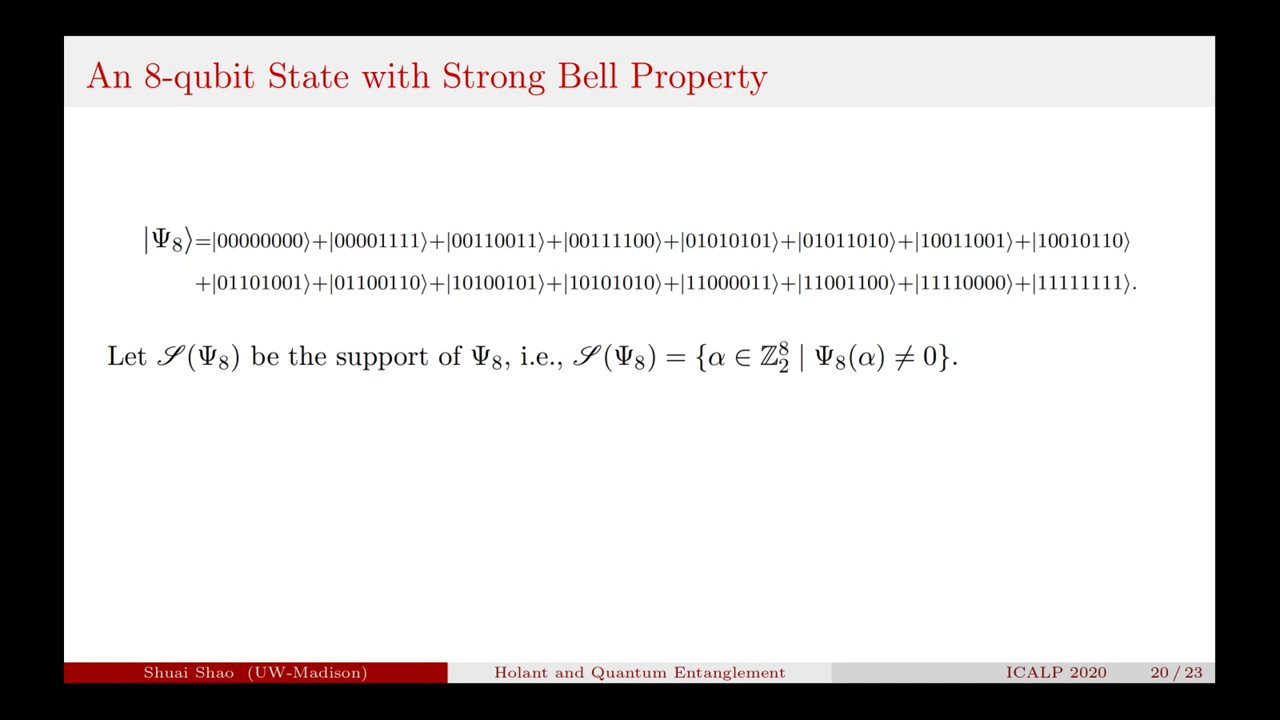 An 8-qubit State with Strong Bell Property
|Ψ₈⟩=|00000000⟩+|00001111⟩+|00110011⟩+|00111100⟩+|01010101⟩+|01011010⟩+|10011001⟩+|10010110⟩
+|01101001⟩+|01100110⟩+|10100101⟩+|10101010⟩+|11000011⟩+|11001100⟩+|11110000⟩+|11111111⟩.
Let 𝒮(Ψ₈) be the support of Ψ₈, i.e., 𝒮(Ψ₈) = {α ∈ ℤ₂⁸ | Ψ₈(α) ≠ 0}.
Shuai Shao (UW-Madison) Holant and Quantum Entanglement ICALP 2020 20 / 23